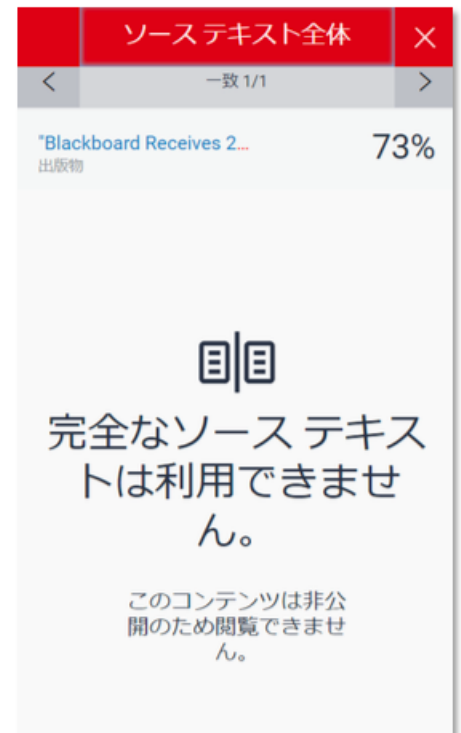 ソース テキスト全体 ×
< 一致 1/1 >
"Blackboard Receives 2... 73%
出版物
完全なソース テキス
トは利用できませ
ん。
このコンテンツは非公
開のため閲覧できませ
ん。